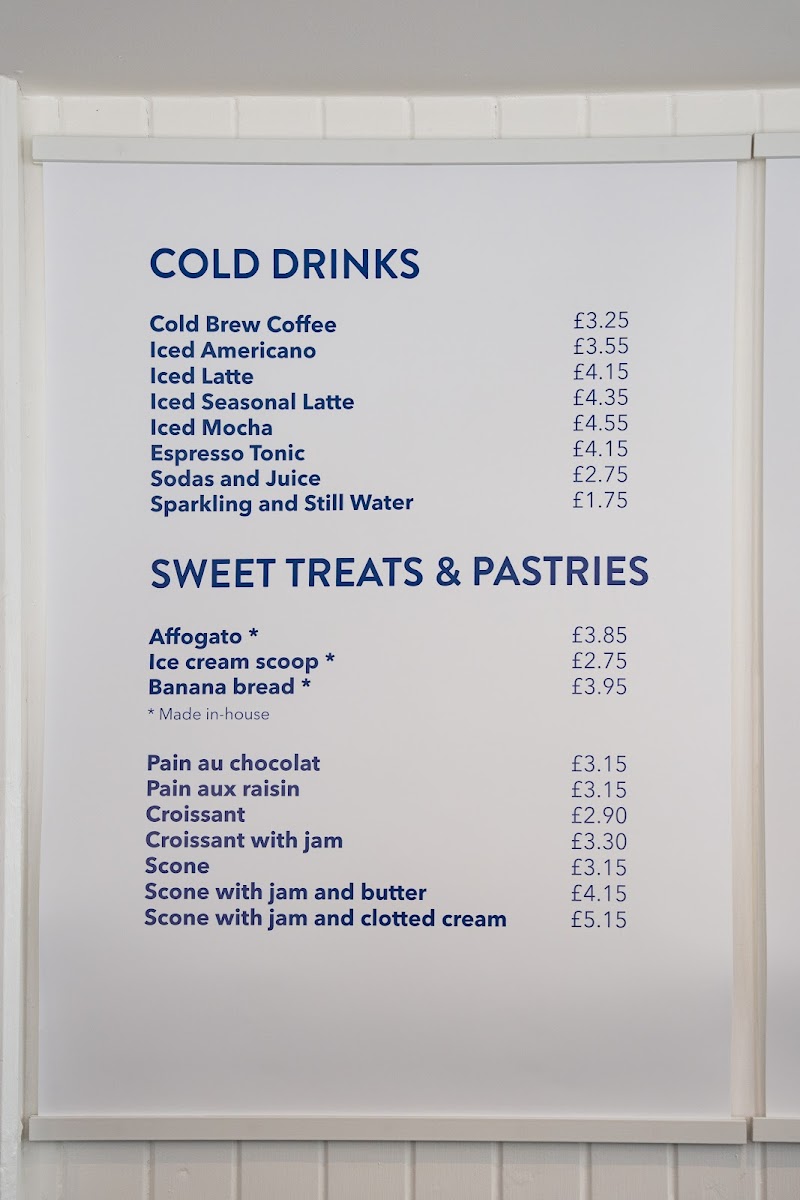 COLD DRINKS
Cold Brew Coffee £3.25
Iced Americano £3.55
Iced Latte £4.15
Iced Seasonal Latte £4.35
Iced Mocha £4.55
Espresso Tonic £4.15
Sodas and Juice £2.75
Sparkling and Still Water £1.75
SWEET TREATS & PASTRIES
Affogato * £3.85
Ice cream scoop * £2.75
Banana bread * £3.95
* Made in-house
Pain au chocolat £3.15
Pain aux raisin £3.15
Croissant £2.90
Croissant with jam £3.30
Scone £3.15
Scone with jam and butter £4.15
Scone with jam and clotted cream £5.15